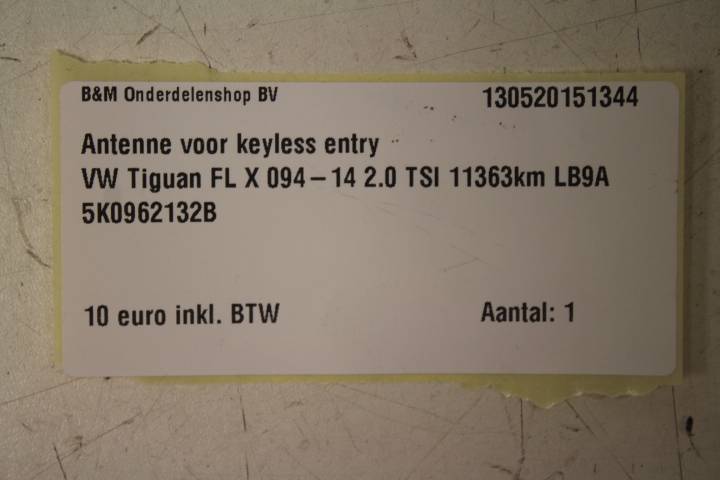 B&M Onderdelenshop BV 130520151344
Antenne voor keyless entry
VW Tiguan FL X 094-14 2.0 TSI 11363km LB9A
5K0962132B
10 euro inkl. BTW Aantal: 1